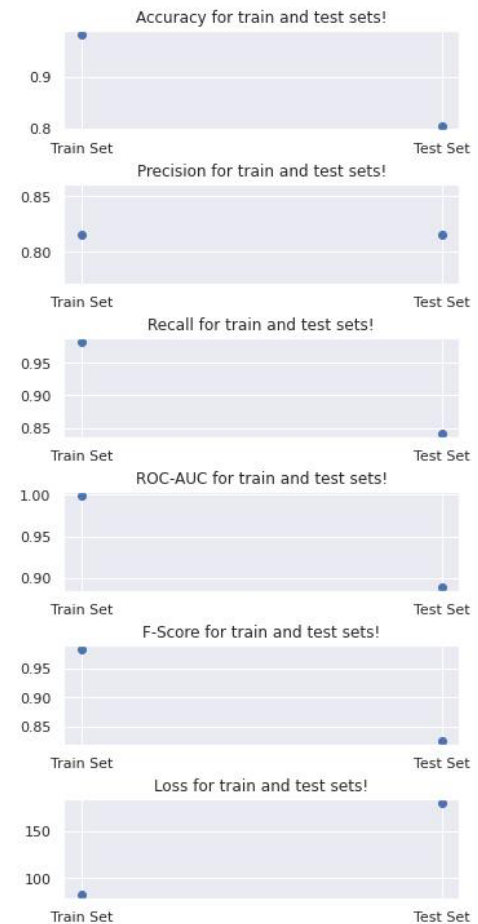 Accuracy for train and test sets!
0.9
0.8
Train Set Test Set
Precision for train and test sets!
0.85
0.80
Train Set Test Set
Recall for train and test sets!
0.95
0.90
0.85
Train Set Test Set
ROC-AUC for train and test sets!
1.00
0.95
0.90
Train Set Test Set
F-Score for train and test sets!
0.95
0.90
0.85
Train Set Test Set
Loss for train and test sets!
150
100
Train Set Test Set